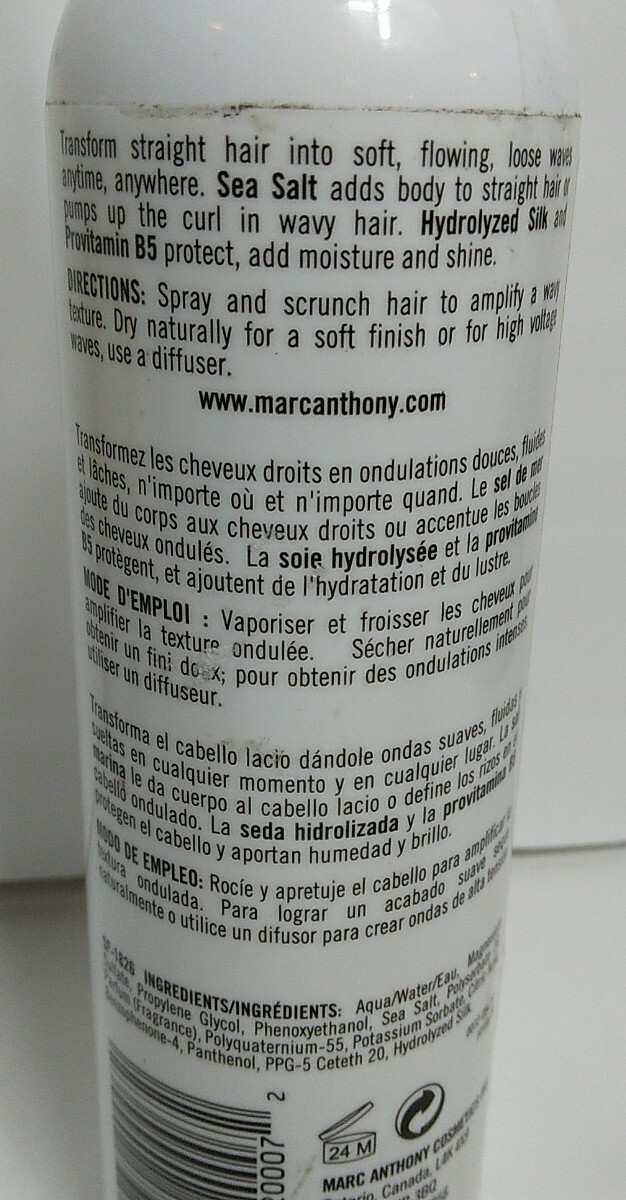 Transform straight hair into soft, flowing, loose waves
anytime, anywhere. Sea Salt adds body to straight hair or
pumps up the curl in wavy hair. Hydrolyzed Silk and
Provitamin B5 protect, add moisture and shine.
DIRECTIONS: Spray and scrunch hair to amplify a wavy
texture. Dry naturally for a soft finish or for high voltage
waves, use a diffuser.
www.marcanthony.com
Transformez les cheveux droits en ondulations douces, fluides
et lâches, n'importe où et n'importe quand. Le sel de mer
ajoute du corps aux cheveux droits ou accentue les boucles
des cheveux ondulés. La soie hydrolysée et la provitamine
B5 protègent, et ajoutent de l'hydratation et du lustre.
MODE D'EMPLOI : Vaporiser et froisser les cheveux pour
amplifier la texture ondulée. Sécher naturellement pour
obtenir un fini; pour obtenir des ondulations intenses
utiliser un diffuseur.
Transforma el cabello lacio dándole ondas suaves, fluidas y
sueltas en cualquier momento y en cualquier lugar. La
marina le da cuerpo al cabello lacio o define los rizos en
cabello ondulado. La seda hidrolizada y la provitamina B5
protegen el cabello y aportan humedad y brillo.
MODO DE EMPLEO: Rocíe y apretuje el cabello para amplificar
textura ondulada. Para lograr un acabado suave
naturalmente o utilice un difusor para crear ondas de alta
INGREDIENTS/INGRÉDIENTS: Aqua/Water/Eau,
Propylene Glycol, Phenoxyethanol, Sea Salt,
(Fragrance), Polyquaternium-55, Potassium Sorbate,
Panthenol, PPG-5 Ceteth 20, Hydrolyzed Silk
0007 2
24 M
MARC ANTHONY COSMETICS
Canada,
3B0